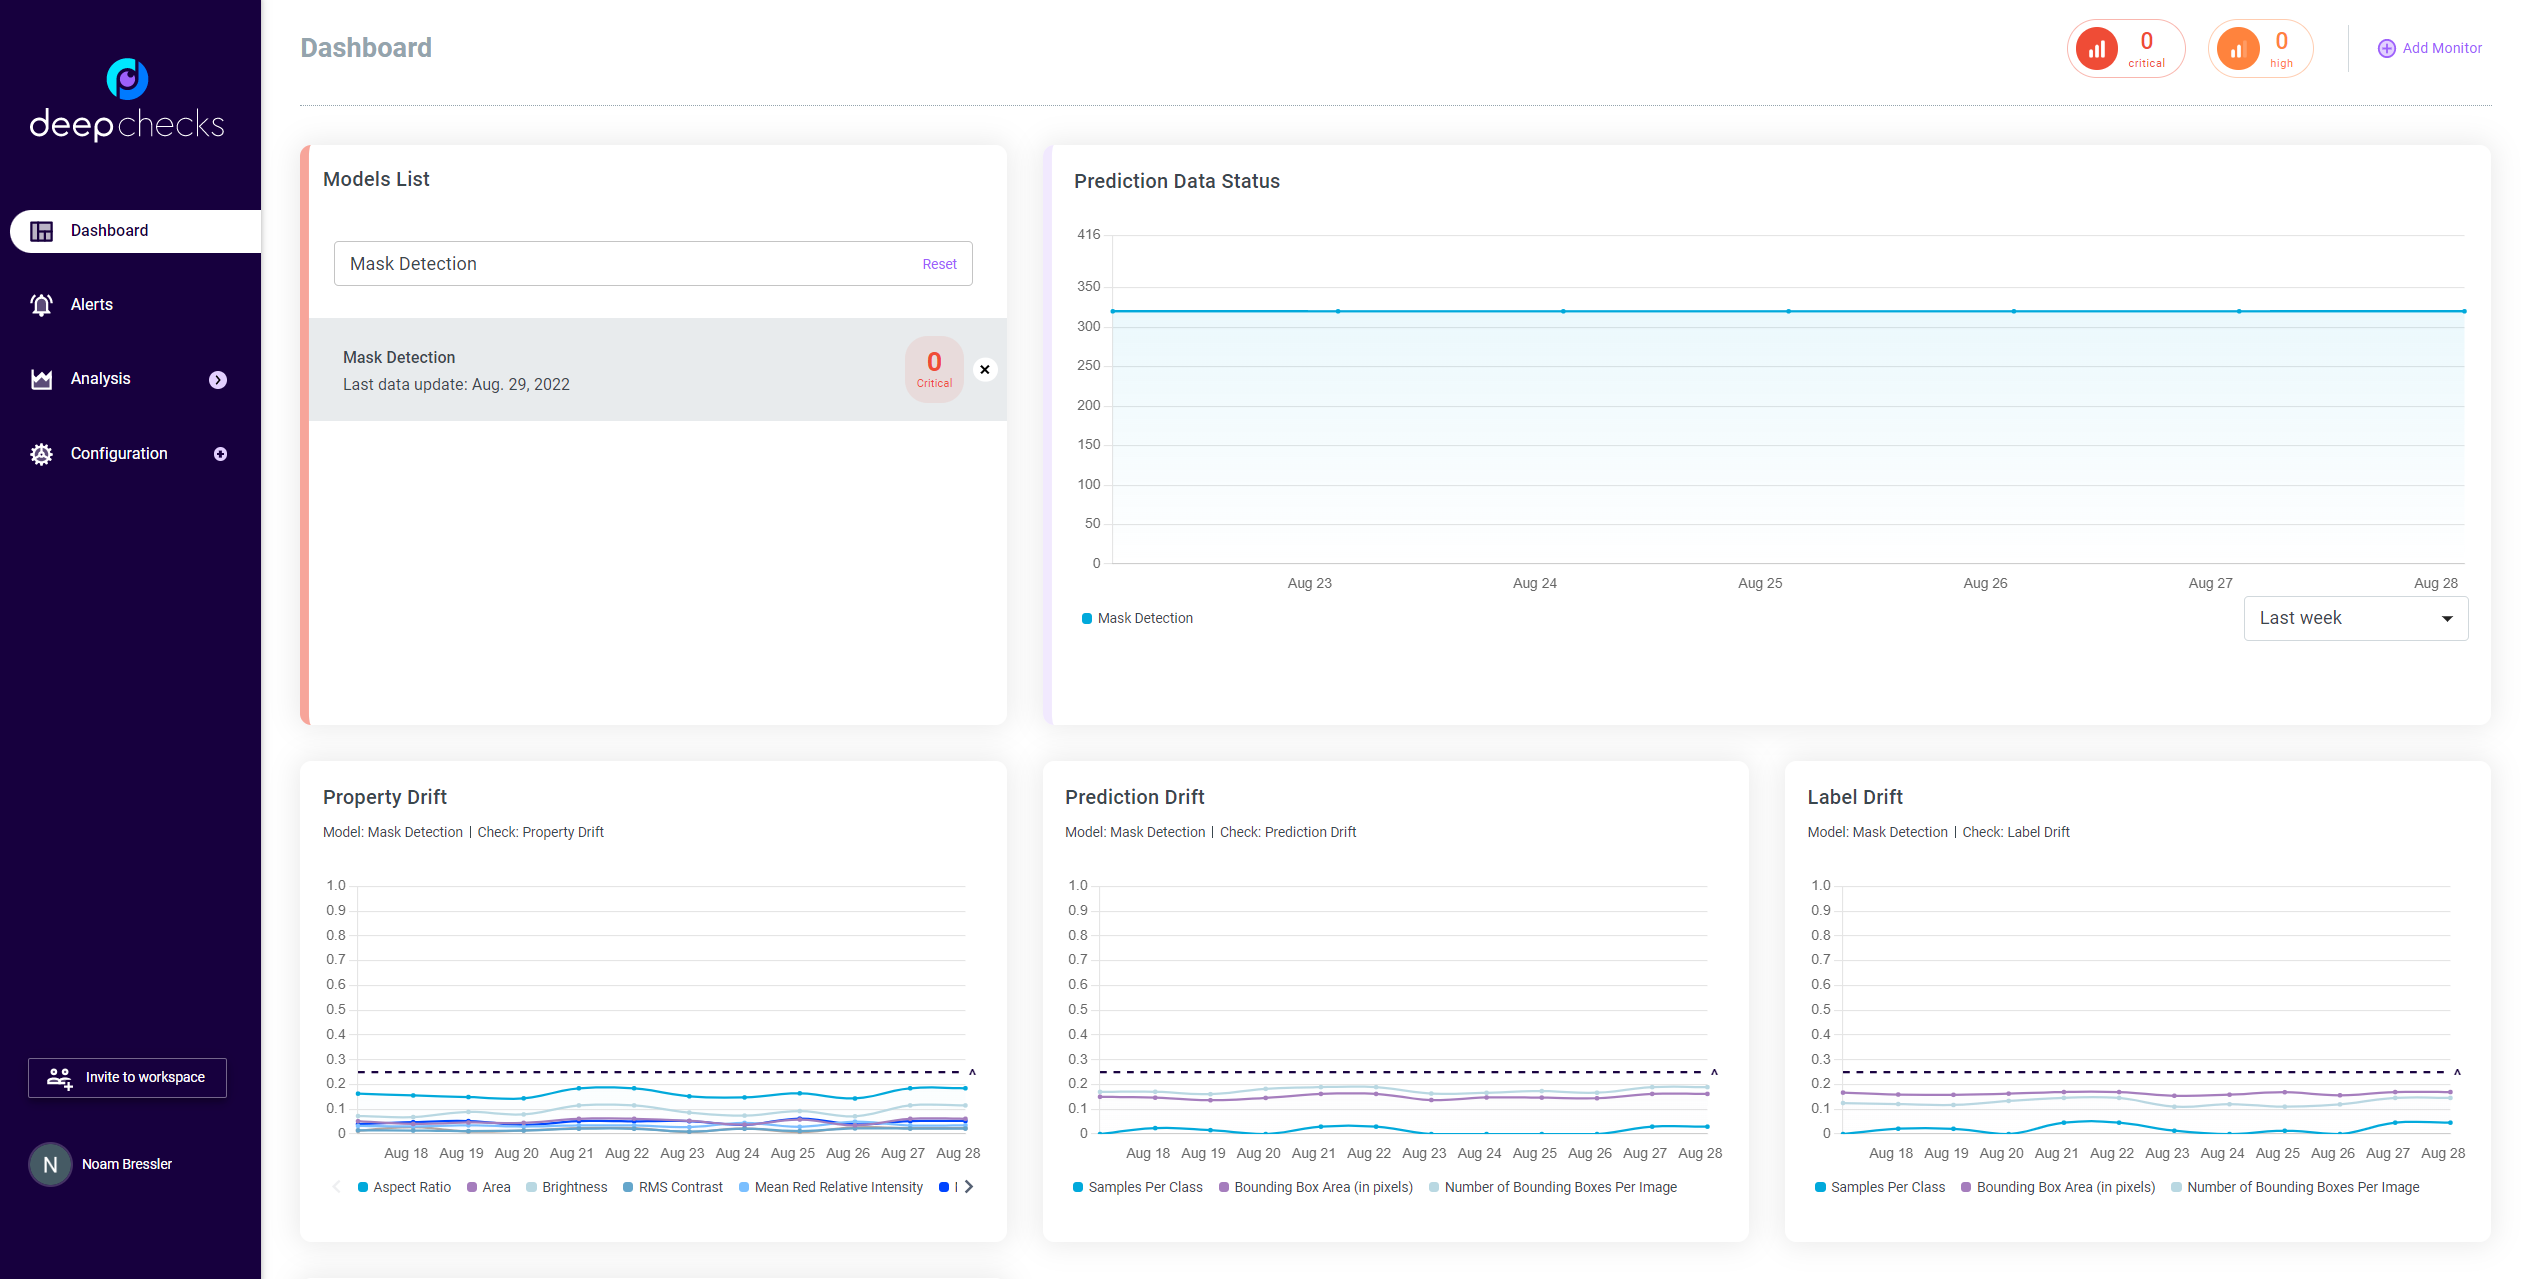 deepchecks
Dashboard
Alerts
Analysis
Configuration
Invite to workspace
N Noam Bressler
Dashboard
0 critical
0 high
Add Monitor
Models List
Mask Detection Reset
Mask Detection
Last data update: Aug. 29, 2022
0
Critical
Prediction Data Status
416
350
300
250
200
150
100
50
0
Aug 23 Aug 24 Aug 25 Aug 26 Aug 27 Aug 28
Mask Detection
Last week
Property Drift
Model: Mask Detection | Check: Property Drift
1.0
0.9
0.8
0.7
0.6
0.5
0.4
0.3
0.2
0.1
0
Aug 18 Aug 19 Aug 20 Aug 21 Aug 22 Aug 23 Aug 24 Aug 25 Aug 26 Aug 27 Aug 28
Aspect Ratio Area Brightness RMS Contrast Mean Red Relative Intensity
Prediction Drift
Model: Mask Detection | Check: Prediction Drift
1.0
0.9
0.8
0.7
0.6
0.5
0.4
0.3
0.2
0.1
0
Aug 18 Aug 19 Aug 20 Aug 21 Aug 22 Aug 23 Aug 24 Aug 25 Aug 26 Aug 27 Aug 28
Samples Per Class Bounding Box Area (in pixels) Number of Bounding Boxes Per Image
Label Drift
Model: Mask Detection | Check: Label Drift
1.0
0.9
0.8
0.7
0.6
0.5
0.4
0.3
0.2
0.1
0
Aug 18 Aug 19 Aug 20 Aug 21 Aug 22 Aug 23 Aug 24 Aug 25 Aug 26 Aug 27 Aug 28
Samples Per Class Bounding Box Area (in pixels) Number of Bounding Boxes Per Image